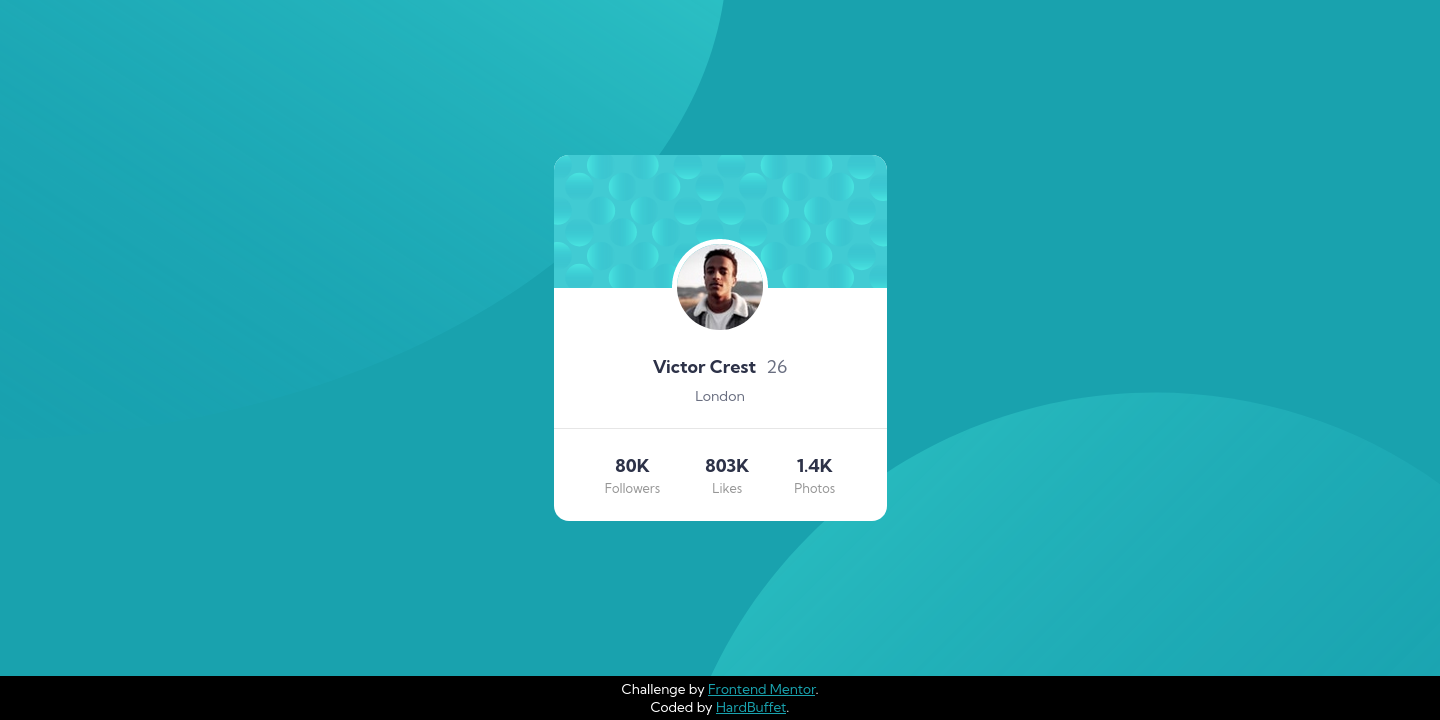 Victor Crest 26
London
80K 803K 1.4K
Followers Likes Photos
Challenge by Frontend Mentor.
Coded by HardBuffet.